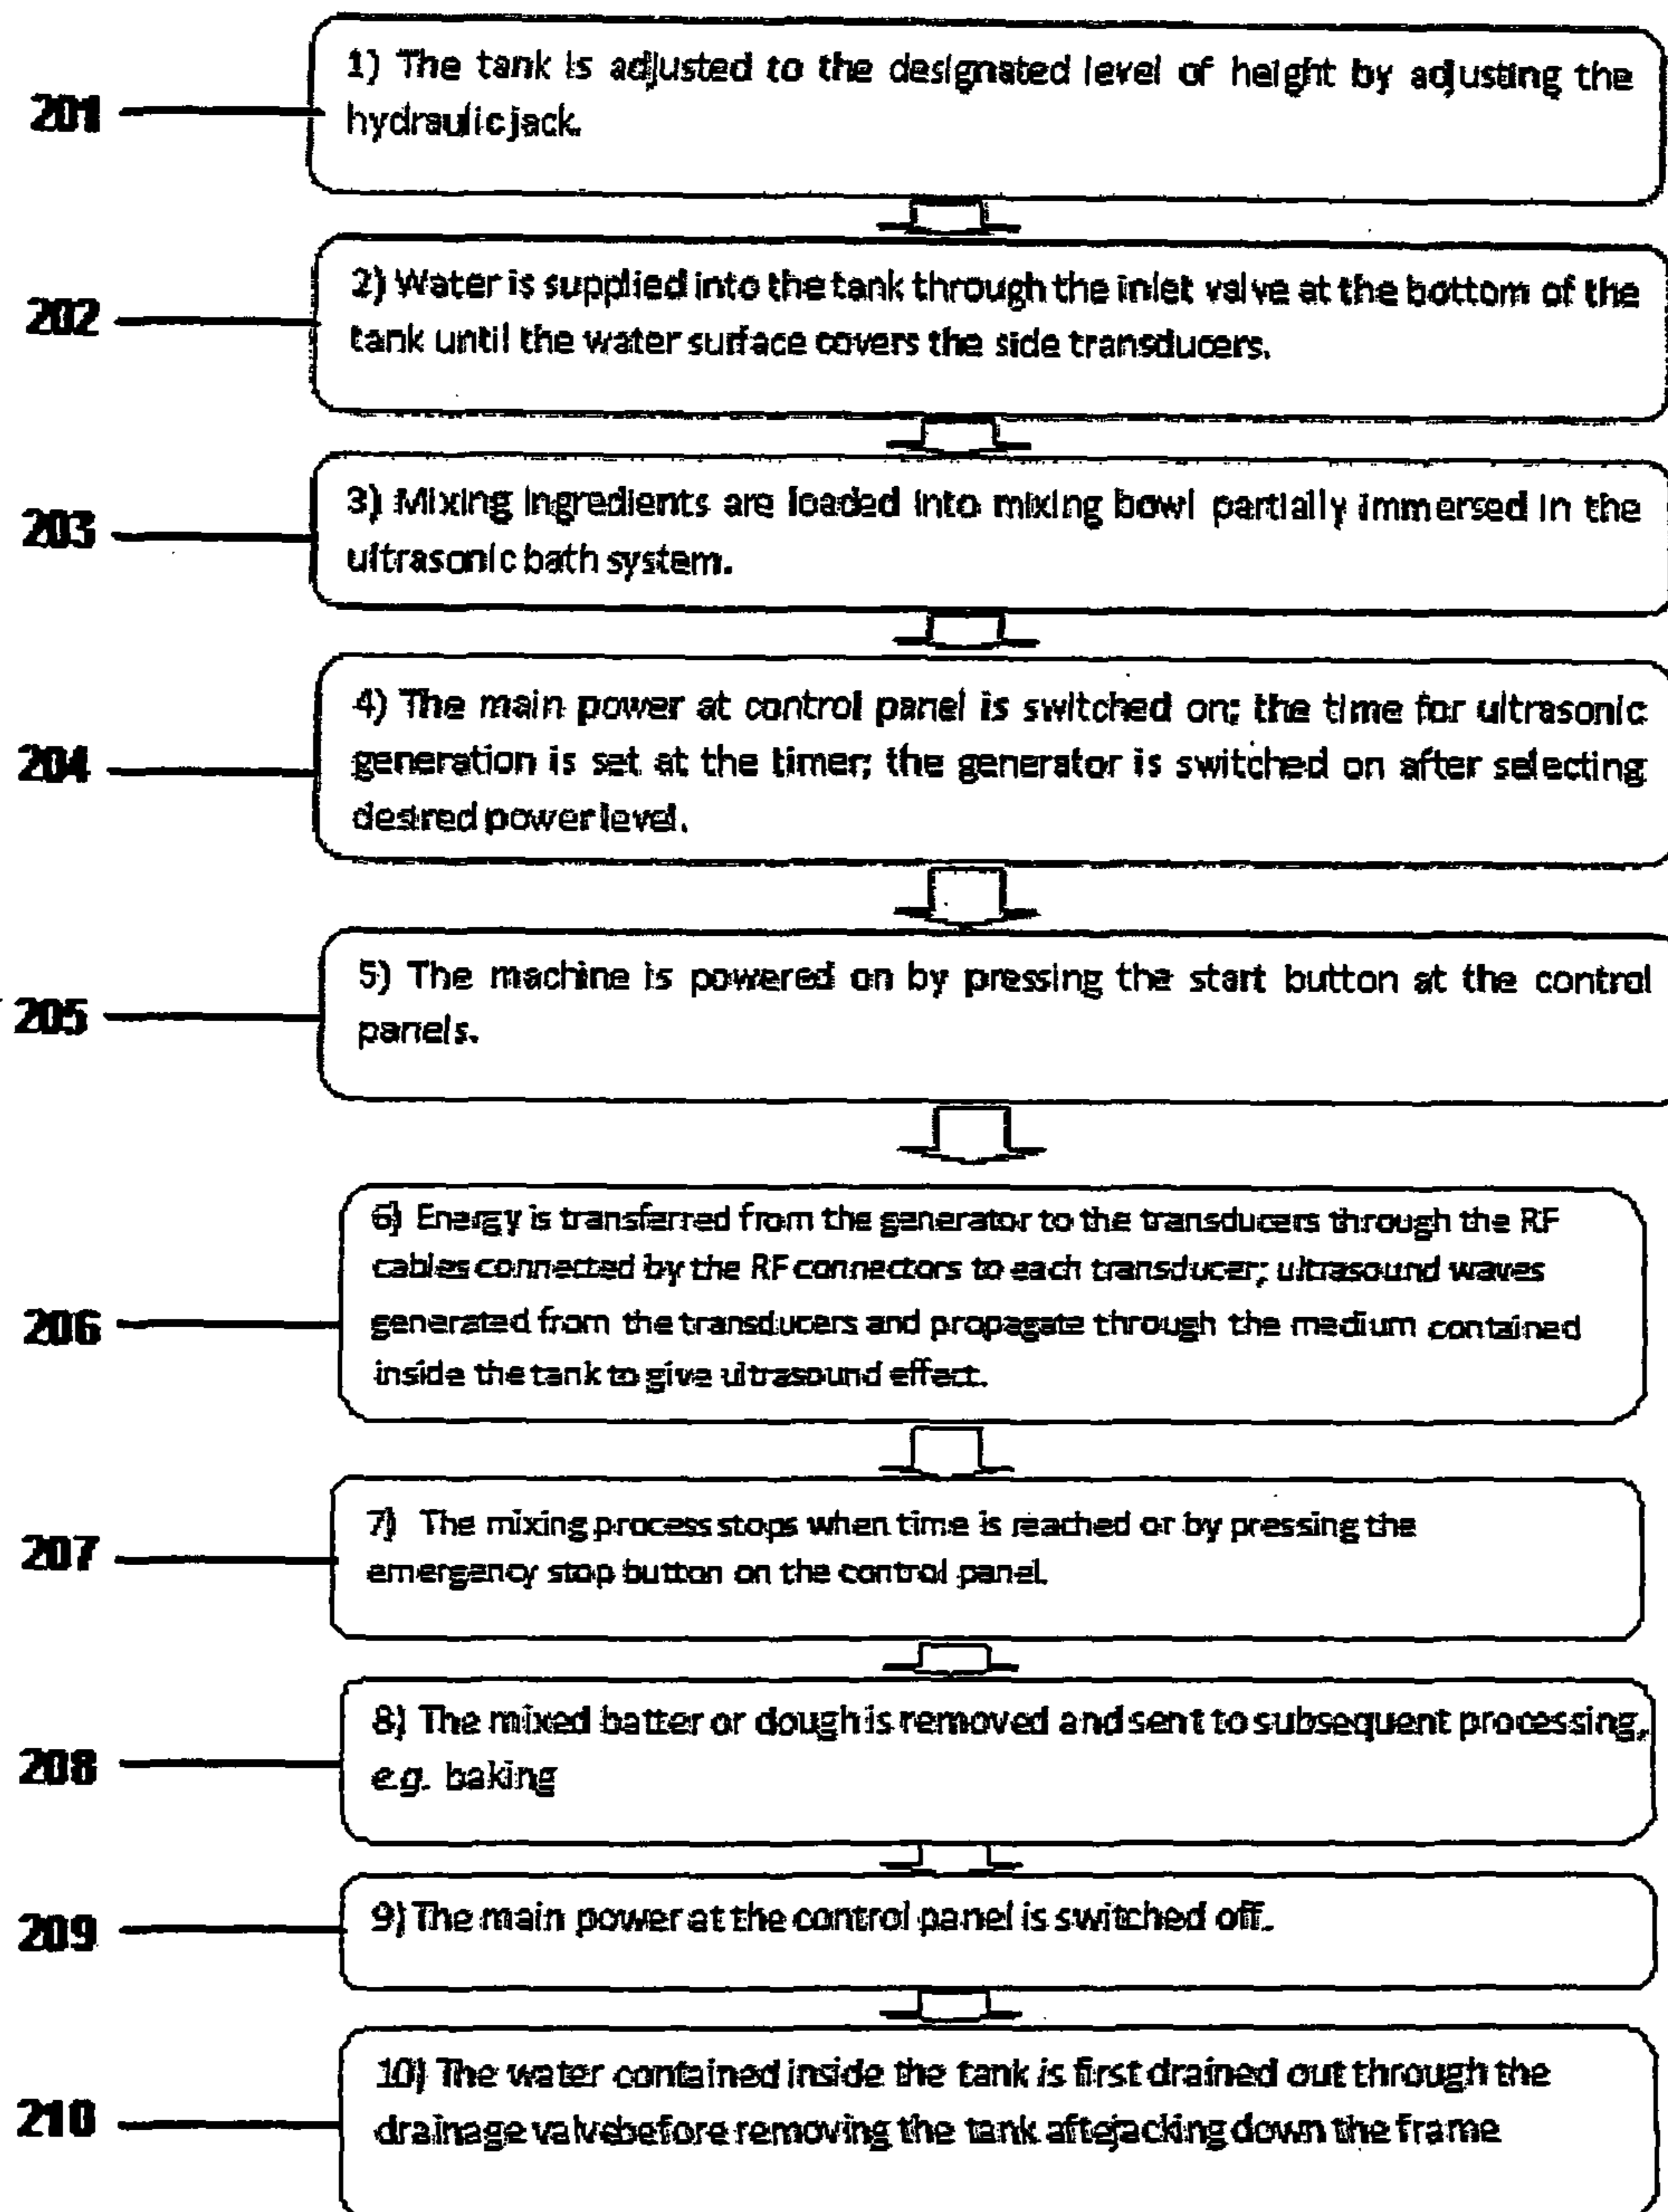 201
1) The tank is adjusted to the designated level of height by adjusting the
hydraulic jack.
202
2) Water is supplied into the tank through the inlet valve at the bottom of the
tank until the water surface covers the side transducers.
203
3) Mixing ingredients are loaded into mixing bowl partially immersed in the
ultrasonic bath system.
204
4) The main power at control panel is switched on; the time for ultrasonic
generation is set at the timer; the generator is switched on after selecting
desired power level.
205
5) The machine is powered on by pressing the start button at the control
panels.
206
6) Energy is transferred from the generator to the transducers through the RF
cables connected by the RF connectors to each transducer; ultrasound waves
generated from the transducers and propagate through the medium contained
inside the tank to give ultrasound effect.
207
7) The mixing process stops when time is reached or by pressing the
emergency stop button on the control panel.
208
8) The mixed batter or dough is removed and sent to subsequent processing,
e.g. baking
209
9) The main power at the control panel is switched off.
210
10) The water contained inside the tank is first drained out through the
drainage valvebefore removing the tank aftejacking down the frame